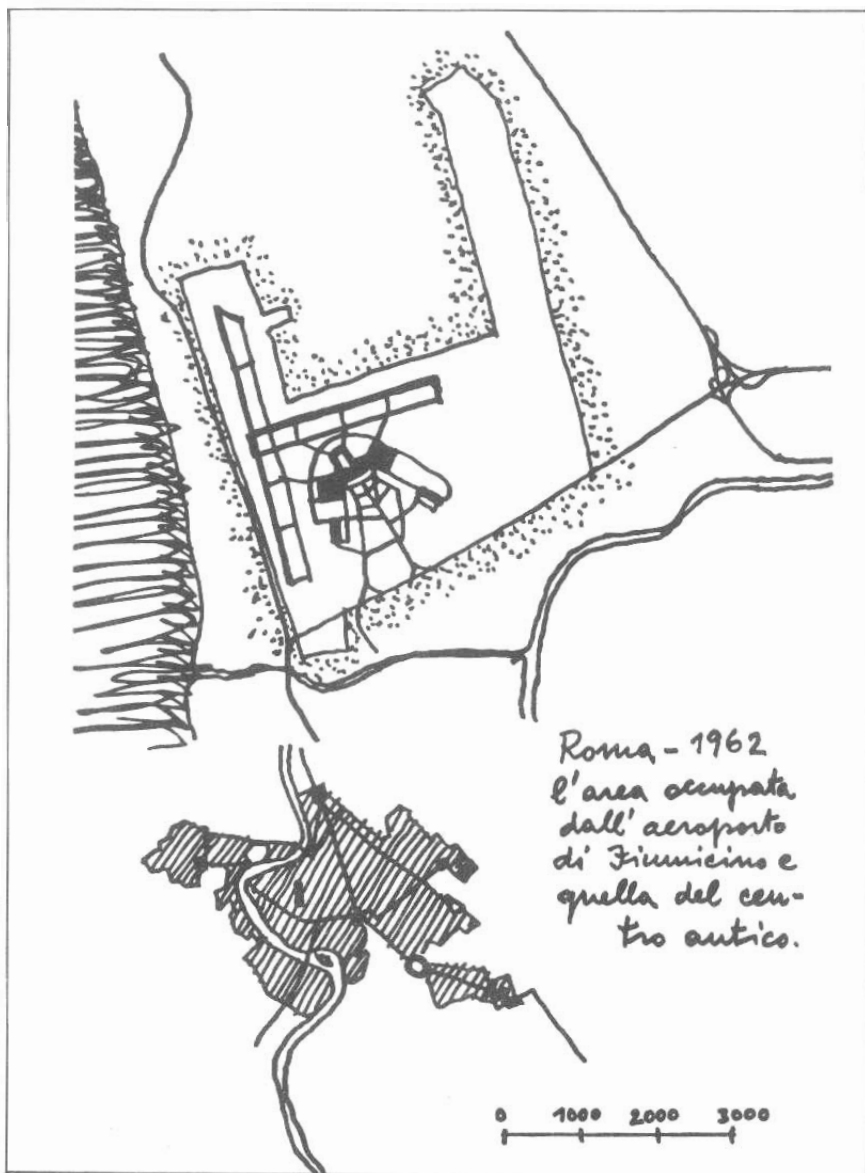 Roma - 1962
l'area occupata
dall'aeroporto
di Fiumicino e
quella del cen-
tro antico.
0 1000 2000 3000